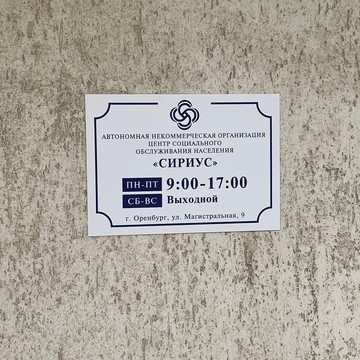 АВТОНОМНАЯ НЕКОММЕРЧЕСКАЯ ОРГАНИЗАЦИЯ
ЦЕНТР СОЦИАЛЬНОГО
ОБСЛУЖИВАНИЯ НАСЕЛЕНИЯ
«СИРИУС»
ПН-ПТ 9:00-17:00
СБ-ВС Выходной
г. Оренбург, ул. Магистральная, 9